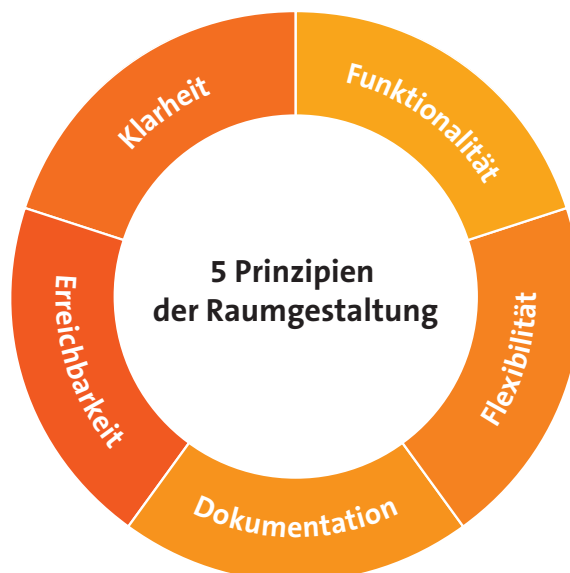 5 Prinzipien
der Raumgestaltung
Funktionalität
Flexibilität
Dokumentation
Erreichbarkeit
Klarheit